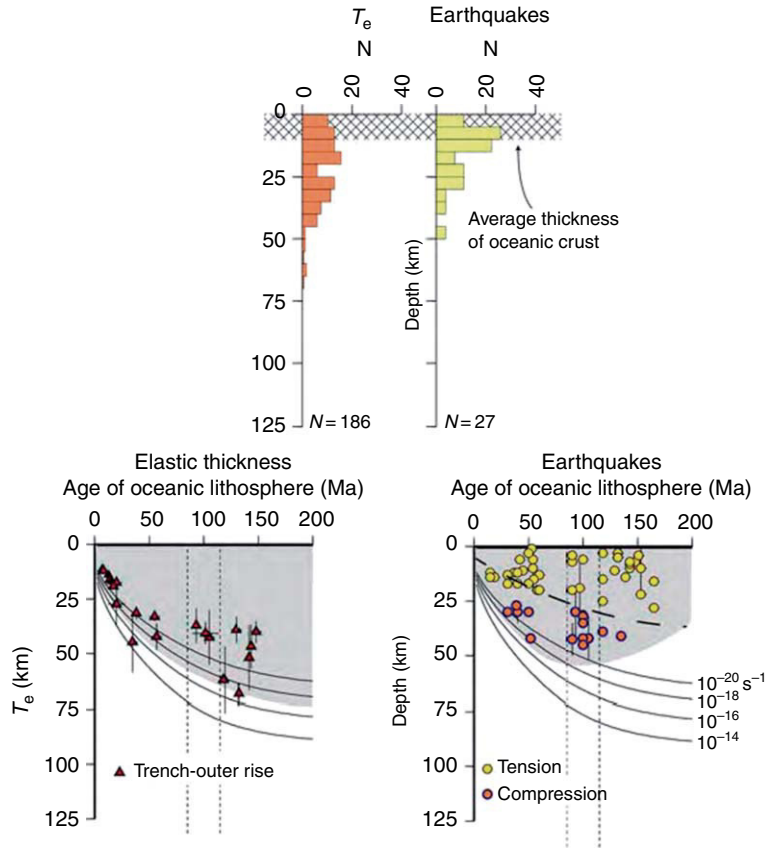 Te Earthquakes
N N
0 20 40 0 20 40
0
25
50
75
100
125
Depth (km)
Average thickness
of oceanic crust
N = 186
N = 27
Elastic thickness
Age of oceanic lithosphere (Ma)
0 50 100 150 200
0
25
50
75
100
125
Te (km)
Trench-outer rise
Earthquakes
Age of oceanic lithosphere (Ma)
0 50 100 150 200
0
25
50
75
100
125
Depth (km)
10−20 s−1
10−18
10−16
10−14
Tension
Compression